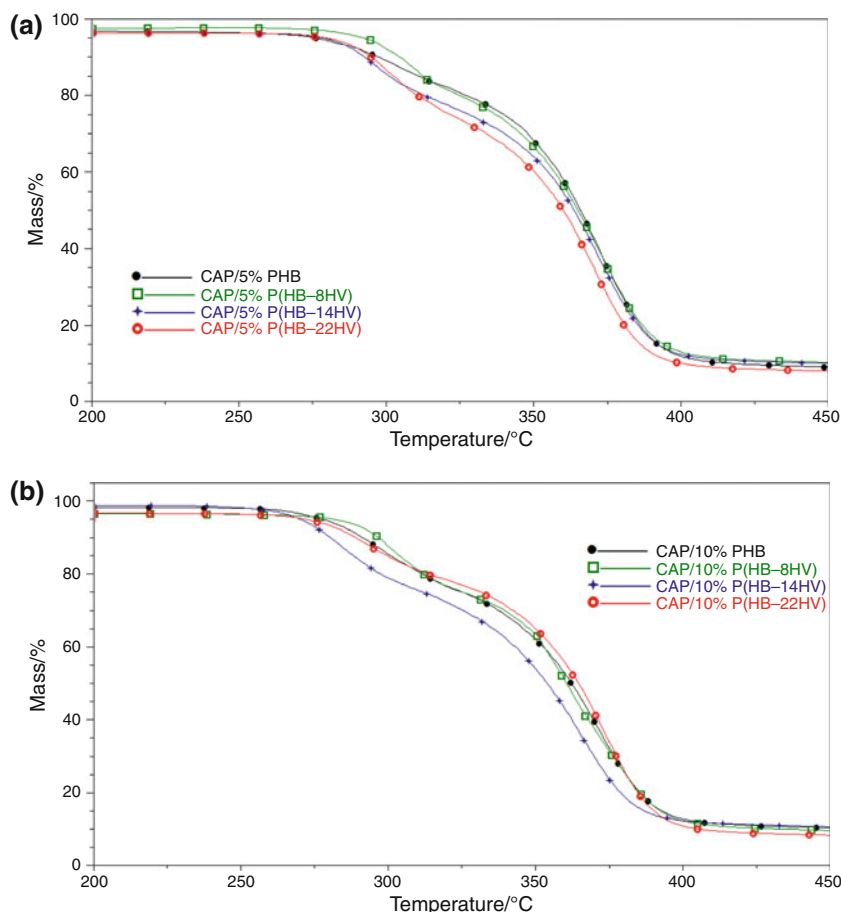 (a)
100
80
60
40
20
0
Mass/%
CAP/5% PHB
CAP/5% P(HB–8HV)
CAP/5% P(HB–14HV)
CAP/5% P(HB–22HV)
200 250 300 350 400 450
Temperature/°C
(b)
100
80
60
40
20
0
Mass/%
CAP/10% PHB
CAP/10% P(HB–8HV)
CAP/10% P(HB–14HV)
CAP/10% P(HB–22HV)
200 250 300 350 400 450
Temperature/°C